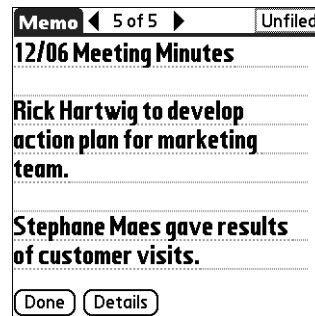 Memo 5 of 5 Unfiled
12/06 Meeting Minutes
Rick Hartwig to develop
action plan for marketing
team.
Stephane Maes gave results
of customer visits.
Done Details